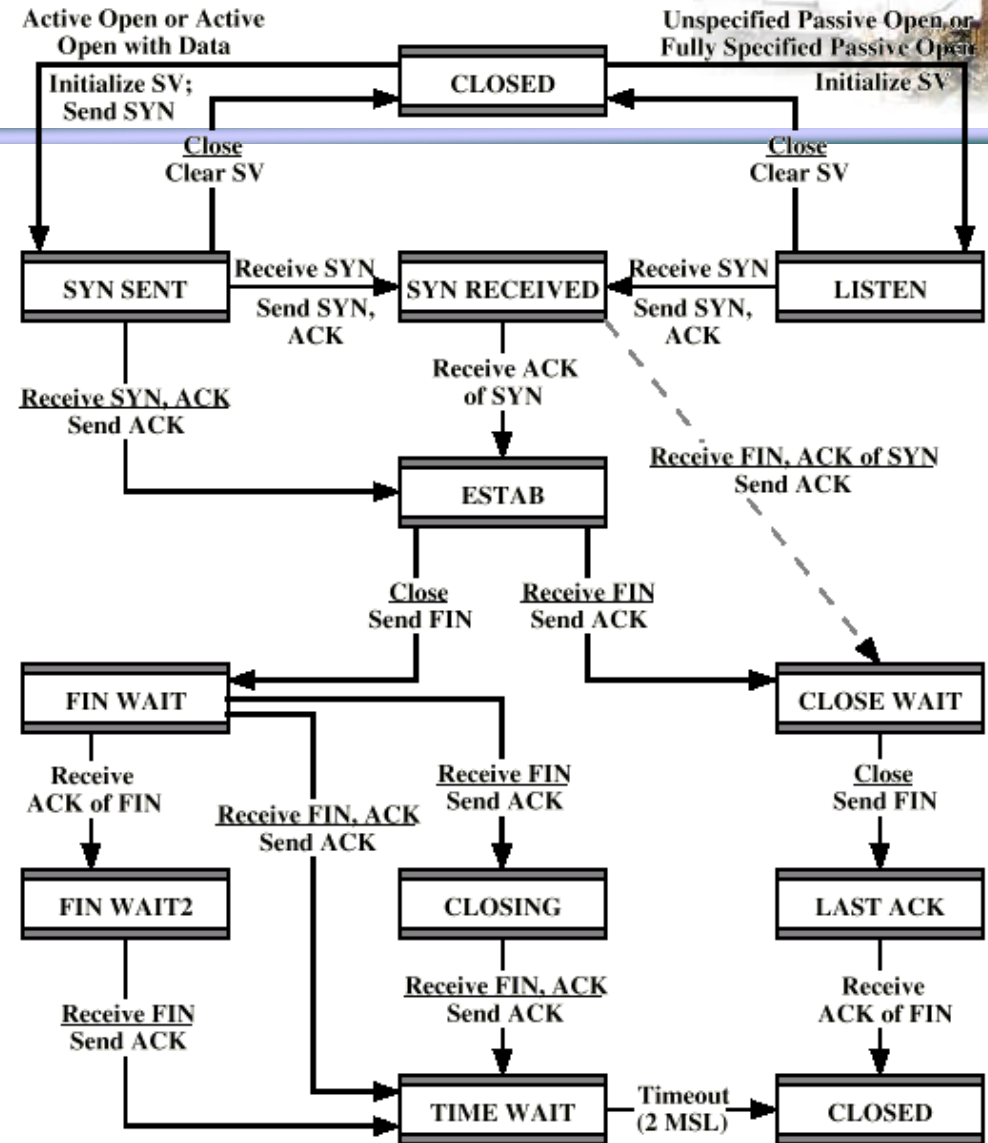 Active Open or Active
Open with Data
Initialize SV;
Send SYN
CLOSED
Unspecified Passive Open or
Fully Specified Passive Open
Initialize SV
Close
Clear SV
Close
Clear SV
SYN SENT
Receive SYN
Send SYN,
ACK
SYN RECEIVED
Receive SYN
Send SYN,
ACK
LISTEN
Receive SYN, ACK
Send ACK
Receive ACK
of SYN
Receive FIN, ACK of SYN
Send ACK
ESTAB
Close
Send FIN
Receive FIN
Send ACK
FIN WAIT
CLOSE WAIT
Receive
ACK of FIN
Receive FIN, ACK
Send ACK
Receive FIN
Send ACK
Close
Send FIN
FIN WAIT2
CLOSING
LAST ACK
Receive FIN
Send ACK
Receive FIN, ACK
Send ACK
Receive
ACK of FIN
TIME WAIT
Timeout
(2 MSL)
CLOSED